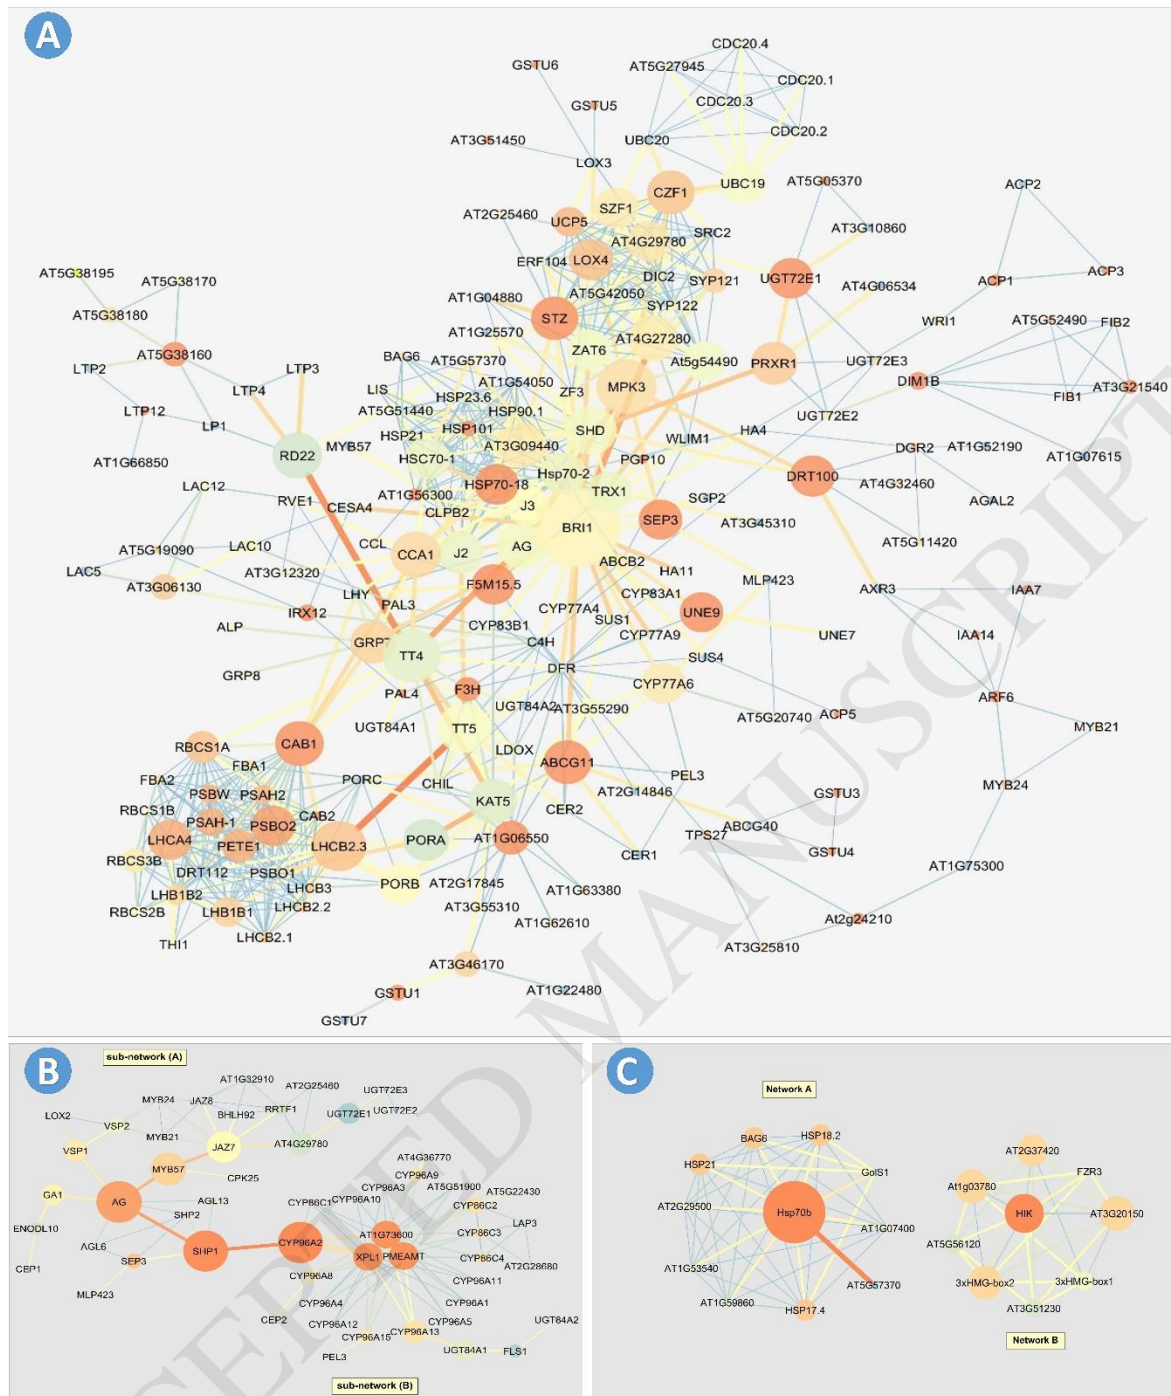 A
CDC20.4
GSTU6
AT5G27945
CDC20.1
CDC20.3
GSTU5
CDC20.2
AT3G51450
UBC20
LOX3
UBC19
AT5G05370
ACP2
CZF1
SZF1
AT2G25460
UCP5
SRC2
AT3G10860
AT4G29780
ERF104
LOX4
DIC2
SYP121
UGT72E1
ACP3
ACP1
AT5G38195
AT5G38170
AT5G42050
AT4G06534
AT1G04880
SYP122
AT5G38180
STZ
WRI1
AT5G52490
FIB2
AT1G25570
AT4G27280
ZAT6
AT5G38160
BAG6
AT5G57370
At5g54490
PRXR1
UGT72E3
LTP2
LTP3
AT1G54050
DIM1B
AT3G21540
LTP4
LIS
HSP23.6
ZF3
MPK3
FIB1
LTP12
AT5G51440
HSP90.1
UGT72E2
LP1
HSP101
SHD
HA4
MYB57
HSP21
WLIM1
AT3G09440
DGR2
AT1G52190
RD22
HSC70-1
PGP10
AT1G07615
AT1G66850
Hsp70-2
DRT100
LAC12
HSP70-18
AT4G32460
AT1G56300
TRX1
SGP2
AGAL2
RVE1
CESA4
J3
CLPB2
SEP3
AT3G45310
BRI1
CCL
AT5G11420
AT5G19090
LAC10
CCA1
J2
AG
ABCB2
LAC5
AT3G12320
HA11
MLP423
AT3G06130
F5M15.5
AXR3
IAA7
LHY
PAL3
CYP83A1
CYP77A4
IRX12
UNE9
ALP
CYP83B1
SUS1
CYP77A9
UNE7
IAA14
GRP7
C4H
TT4
SUS4
DFR
GRP8
CYP77A6
PAL4
F3H
ARF6
UGT84A2
AT3G55290
AT5G20740
ACP5
UGT84A1
TT5
MYB21
RBCS1A
CAB1
LDOX
ABCG11
FBA1
FBA2
PORC
PEL3
CHIL
MYB24
PSBW
PSAH2
AT2G14846
GSTU3
RBCS1B
KAT5
CER2
PSAH-1
PSBO2
CAB2
ABCG40
TPS27
LHCA4
PETE1
LHCB2.3
PORA
AT1G06550
RBCS3B
CER1
GSTU4
AT1G75300
DRT112
PSBO1
LHB1B2
LHCB3
PORB
AT2G17845
AT1G63380
LHCB2.2
RBCS2B
LHB1B1
AT3G55310
AT1G62610
At2g24210
THI1
LHCB2.1
AT3G25810
AT3G46170
GSTU1
AT1G22480
GSTU7
B
sub-network (A)
AT1G32910
AT2G25460
MYB24
JAZ8
UGT72E3
LOX2
RRTF1
VSP2
BHLH92
UGT72E1
UGT72E2
MYB21
VSP1
JAZ7
AT4G29780
MYB57
AT4G36770
CPK25
CYP96A9
CYP96A3
GA1
AG
AGL13
CYP86C1
CYP96A10
AT5G51900
AT5G22430
SHP2
CYP86C2
ENODL10
LAP3
AGL6
SHP1
CYP96A2
AT1G73600
CYP86C3
SEP3
XPL1
PMEAMT
CYP86C4
CEP1
AT2G28680
CYP96A8
CYP96A11
MLP423
CYP96A4
CYP96A1
CEP2
CYP96A12
CYP96A5
UGT84A2
CYP96A15
CYP96A13
PEL3
UGT84A1
FLS1
sub-network (B)
C
Network A
BAG6
HSP18.2
HSP21
GolS1
AT2G29500
Hsp70b
AT1G07400
AT1G53540
AT5G57370
AT1G59860
HSP17.4
AT2G37420
FZR3
At1g03780
HIK
AT3G20150
AT5G56120
3xHMG-box2
3xHMG-box1
AT3G51230
Network B
ACCEPTED MANUSCRIPT